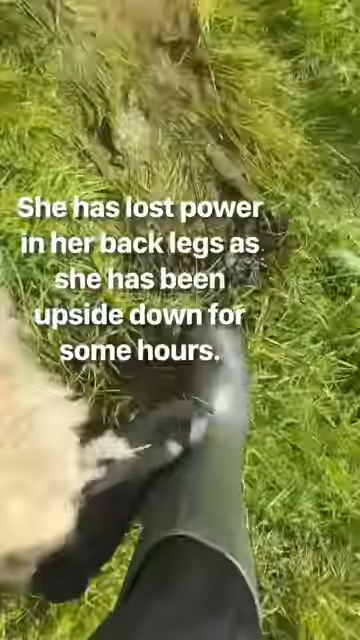 She has lost power
in her back legs as
she has been
upside down for
some hours.